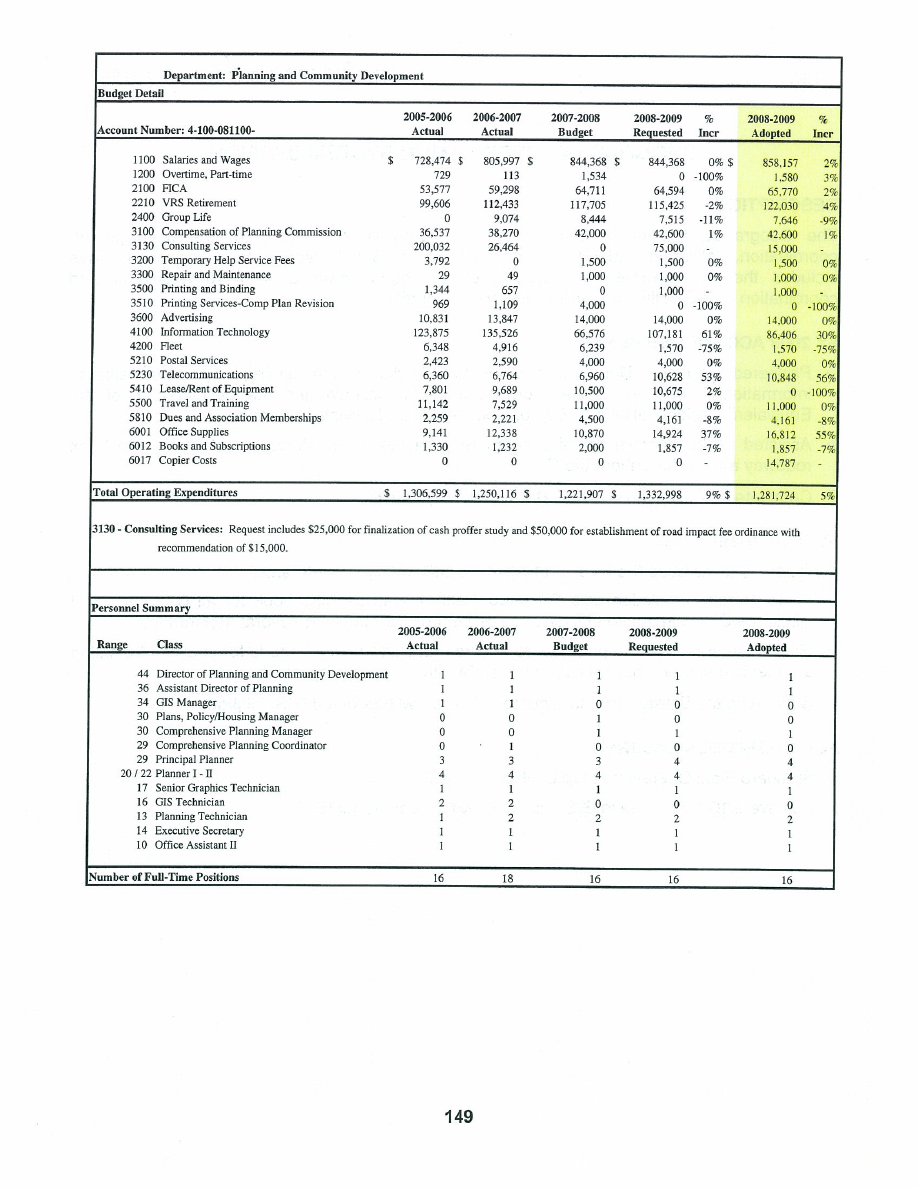 Department: Planning and Community Development
Budget Detail
2005-2006 2006-2007 2007-2008 2008-2009 % 2008-2009 %
Account Number: 4-100-081100- Actual Actual Budget Requested Incr Adopted Incr
1100 Salaries and Wages $ 728,474 $ 805,997 $ 844,368 $ 844,368 0% $ 858,157 2%
1200 Overtime, Part-time 729 113 1,534 0 -100% 1,580 3%
2100 FICA 53,577 59,298 64,711 64,594 0% 65,770 2%
2210 VRS Retirement 99,606 112,433 117,705 115,425 -2% 122,030 4%
2400 Group Life 0 9,074 8,444 7,515 -11% 7,646 -9%
3100 Compensation of Planning Commission 36,537 38,270 42,000 42,600 1% 42,600 1%
3130 Consulting Services 200,032 26,464 0 75,000 - 15,000 -
3200 Temporary Help Service Fees 3,792 0 1,500 1,500 0% 1,500 0%
3300 Repair and Maintenance 29 49 1,000 1,000 0% 1,000 0%
3500 Printing and Binding 1,344 657 0 1,000 - 1,000 -
3510 Printing Services-Comp Plan Revision 969 1,109 4,000 0 -100% 0 -100%
3600 Advertising 10,831 13,847 14,000 14,000 0% 14,000 0%
4100 Information Technology 123,875 135,526 66,576 107,181 61% 86,406 30%
4200 Fleet 6,348 4,916 6,239 1,570 -75% 1,570 -75%
5210 Postal Services 2,423 2,590 4,000 4,000 0% 4,000 0%
5230 Telecommunications 6,360 6,764 6,960 10,628 53% 10,848 56%
5410 Lease/Rent of Equipment 7,801 9,689 10,500 10,675 2% 0 -100%
5500 Travel and Training 11,142 7,529 11,000 11,000 0% 11,000 0%
5810 Dues and Association Memberships 2,259 2,221 4,500 4,161 -8% 4,161 -8%
6001 Office Supplies 9,141 12,338 10,870 14,924 37% 16,812 55%
6012 Books and Subscriptions 1,330 1,232 2,000 1,857 -7% 1,857 -7%
6017 Copier Costs 0 0 0 0 - 14,787 -
Total Operating Expenditures $ 1,306,599 $ 1,250,116 $ 1,221,907 $ 1,332,998 9% $ 1,281,724 5%
3130 - Consulting Services: Request includes $25,000 for finalization of cash proffer study and $50,000 for establishment of road impact fee ordinance with
recommendation of $15,000.
Personnel Summary
2005-2006 2006-2007 2007-2008 2008-2009 2008-2009
Range Class Actual Actual Budget Requested Adopted
44 Director of Planning and Community Development 1 1 1 1 1
36 Assistant Director of Planning 1 1 1 1 1
34 GIS Manager 1 1 0 0 0
30 Plans, Policy/Housing Manager 0 0 1 0 0
30 Comprehensive Planning Manager 0 0 1 1 1
29 Comprehensive Planning Coordinator 0 1 0 0 0
29 Principal Planner 3 3 3 4 4
20 / 22 Planner I - II 4 4 4 4 4
17 Senior Graphics Technician 1 1 1 1 1
16 GIS Technician 2 2 0 0 0
13 Planning Technician 1 2 2 2 2
14 Executive Secretary 1 1 1 1 1
10 Office Assistant II 1 1 1 1 1
Number of Full-Time Positions 16 18 16 16 16
149